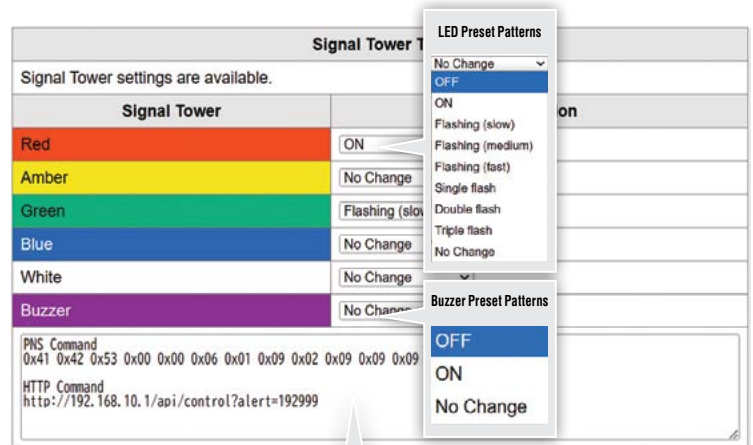 LED Preset Patterns
Signal Tower T
No Change
Signal Tower settings are available.
OFF
Signal Tower
on
ON
Flashing (slow)
Red
ON
Flashing (medium)
Flashing (fast)
Amber
No Change
Single flash
Green
Flashing (slow
Double flash
Triple flash
Blue
No Change
No Change
White
No Change
Buzzer Preset Patterns
Buzzer
No Change
OFF
ON
No Change
PNS Command
0x41 0x42 0x53 0x00 0x00 0x06 0x01 0x09 0x02 0x09 0x09 0x09
HTTP Command
http://192.168.10.1/api/control?alert=192999